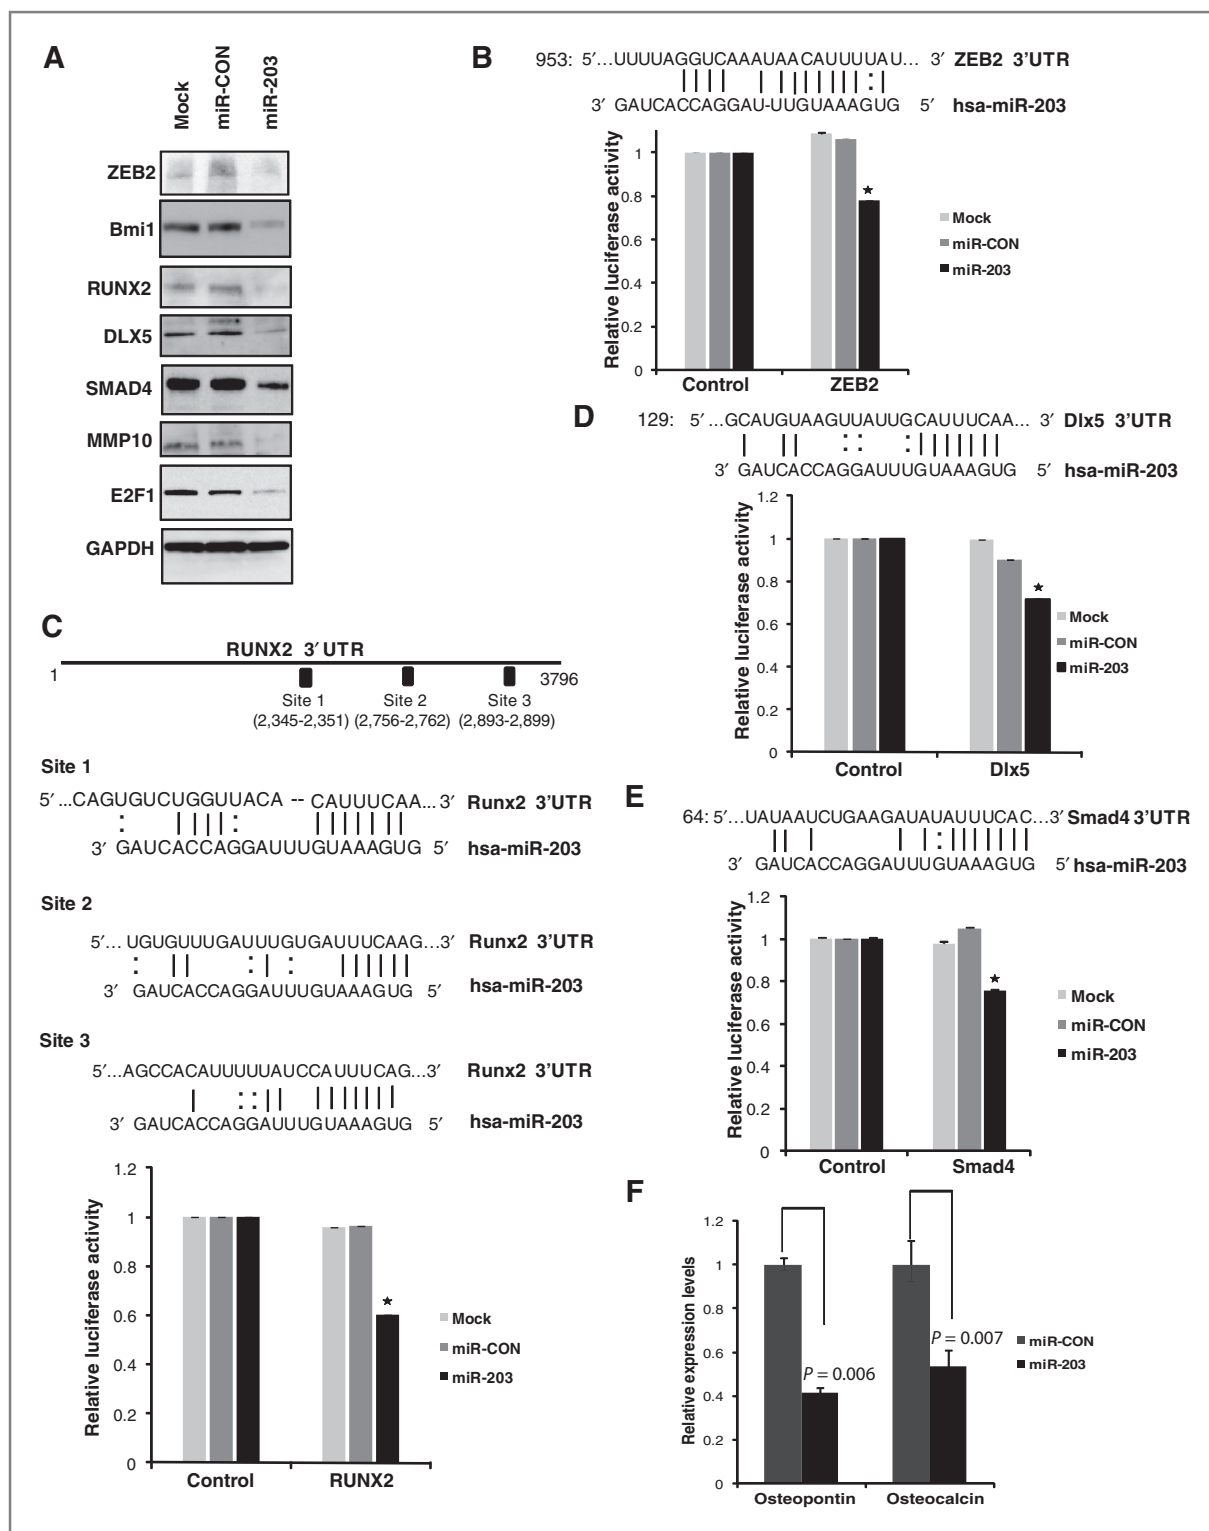 A
Mock
miR-CON
miR-203
ZEB2
Bmi1
RUNX2
DLX5
SMAD4
MMP10
E2F1
GAPDH
B
953: 5′...UUUUAGGUCAAAUAACAUUUUAU... 3′ ZEB2 3’UTR
3′ GAUCACCAGGAU-UUGUAAAGUG 5′ hsa-miR-203
Relative luciferase activity
1
0.8
0.6
0.4
0.2
0
Control
ZEB2
★
Mock
miR-CON
miR-203
C
RUNX2 3′ UTR
1
3796
Site 1
Site 2
Site 3
(2,345-2,351) (2,756-2,762) (2,893-2,899)
Site 1
5′ ...CAGUGUCUGGUUACA -- CAUUUCAA... 3′ Runx2 3’UTR
3′ GAUCACCAGGAUUUGUAAAGUG 5′ hsa-miR-203
Site 2
5′... UGUGUUUGAUUUGUGAUUUCAAG...3′ Runx2 3’UTR
3′ GAUCACCAGGAUUUGUAAAGUG 5′ hsa-miR-203
Site 3
5′...AGCCACAUUUUUAUCCAUUUCAG...3′ Runx2 3’UTR
3′ GAUCACCAGGAUUUGUAAAGUG 5′ hsa-miR-203
Relative luciferase activity
1.2
1
0.8
0.6
0.4
0.2
0
Control
RUNX2
★
Mock
miR-CON
miR-203
D
129: 5′ ...GCAUGUAAGUUAUUGCAUUUCAA... 3′ Dlx5 3’UTR
3′ GAUCACCAGGAUUUGUAAAGUG 5′ hsa-miR-203
Relative luciferase activity
1.2
1
0.8
0.6
0.4
0.2
0
Control
Dlx5
★
Mock
miR-CON
miR-203
E
64: 5′...UAUAAUCUGAAGAUAUAUUUCAC...3′ Smad4 3’UTR
3′ GAUCACCAGGAUUUGUAAAGUG 5′ hsa-miR-203
Relative luciferase activity
1.2
1
0.8
0.6
0.4
0.2
0
Control
Smad4
★
Mock
miR-CON
miR-203
F
Relative expression levels
1.2
1
0.8
0.6
0.4
0.2
0
P = 0.006
P = 0.007
Osteopontin
Osteocalcin
miR-CON
miR-203